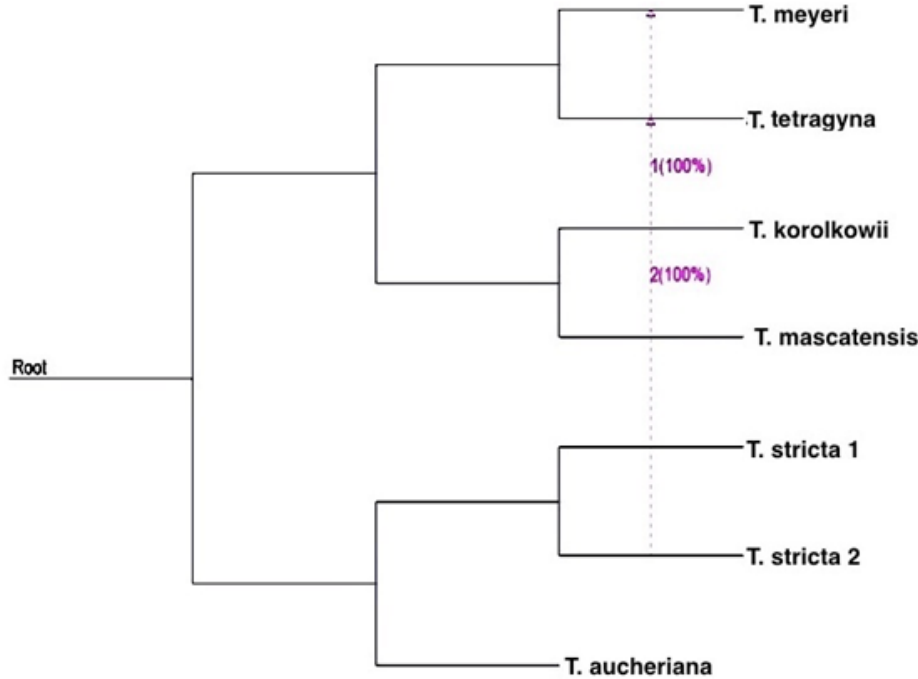 T. meyeri
T. tetragyna
1(100%)
T. korolkowii
2(100%)
T. mascatensis
Root
T. stricta 1
T. stricta 2
T. aucheriana